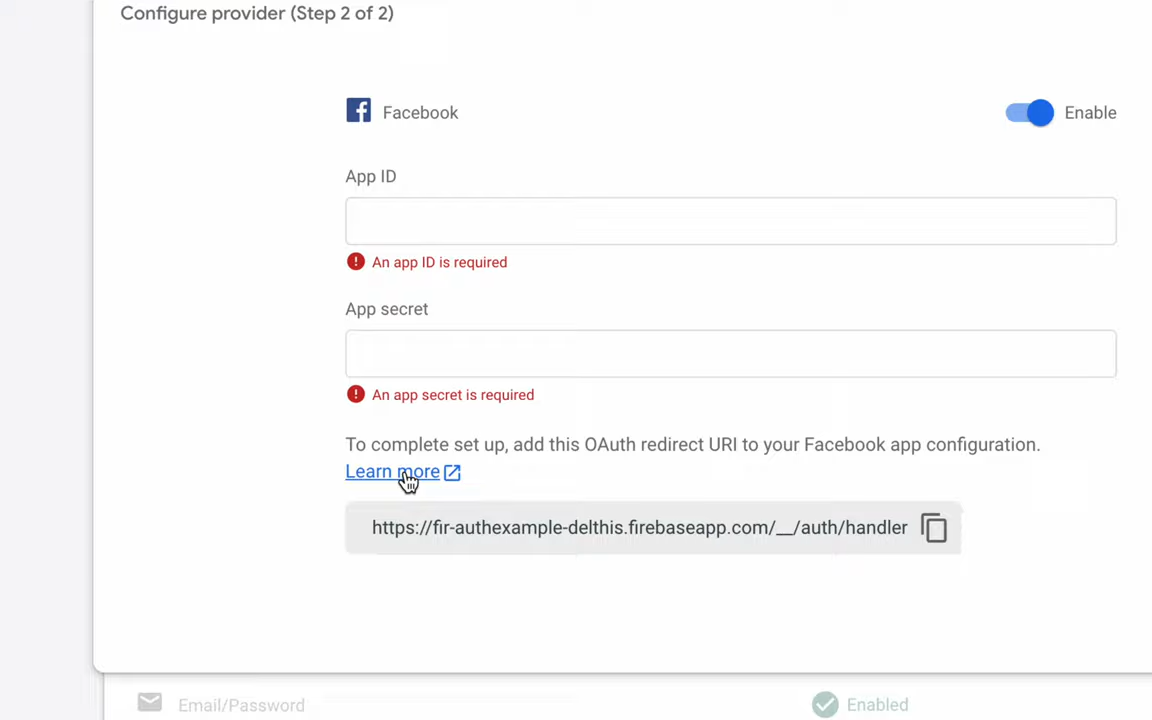 Configure provider (Step 2 of 2)
Facebook
Enable
App ID
An app ID is required
App secret
An app secret is required
To complete set up, add this OAuth redirect URI to your Facebook app configuration.
Learn more
https://fir-authexample-delthis.firebaseapp.com/__/auth/handler
Email/Password
Enabled